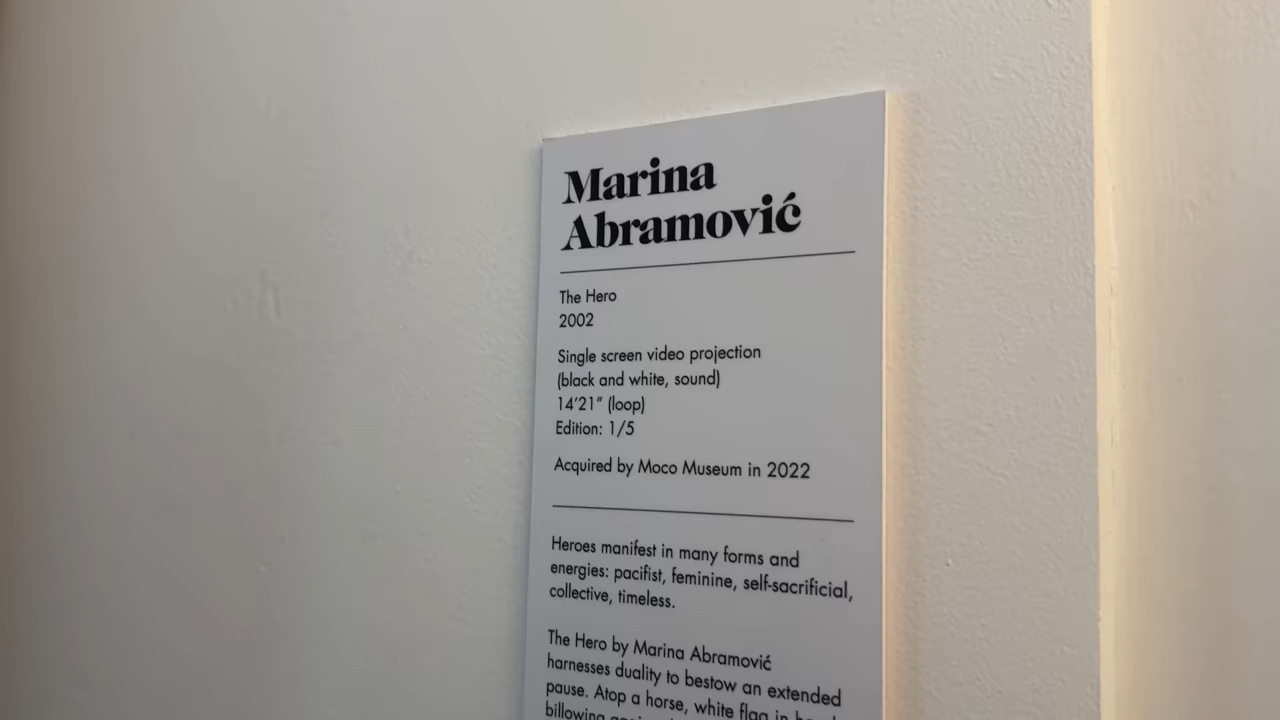 Marina
Abramović
The Hero
2002
Single screen video projection
(black and white, sound)
14’21” (loop)
Edition: 1/5
Acquired by Moco Museum in 2022
Heroes manifest in many forms and
energies: pacifist, feminine, self-sacrificial,
collective, timeless.
The Hero by Marina Abramović
harnesses duality to bestow an extended
pause. Atop a horse, white flag in
billowing